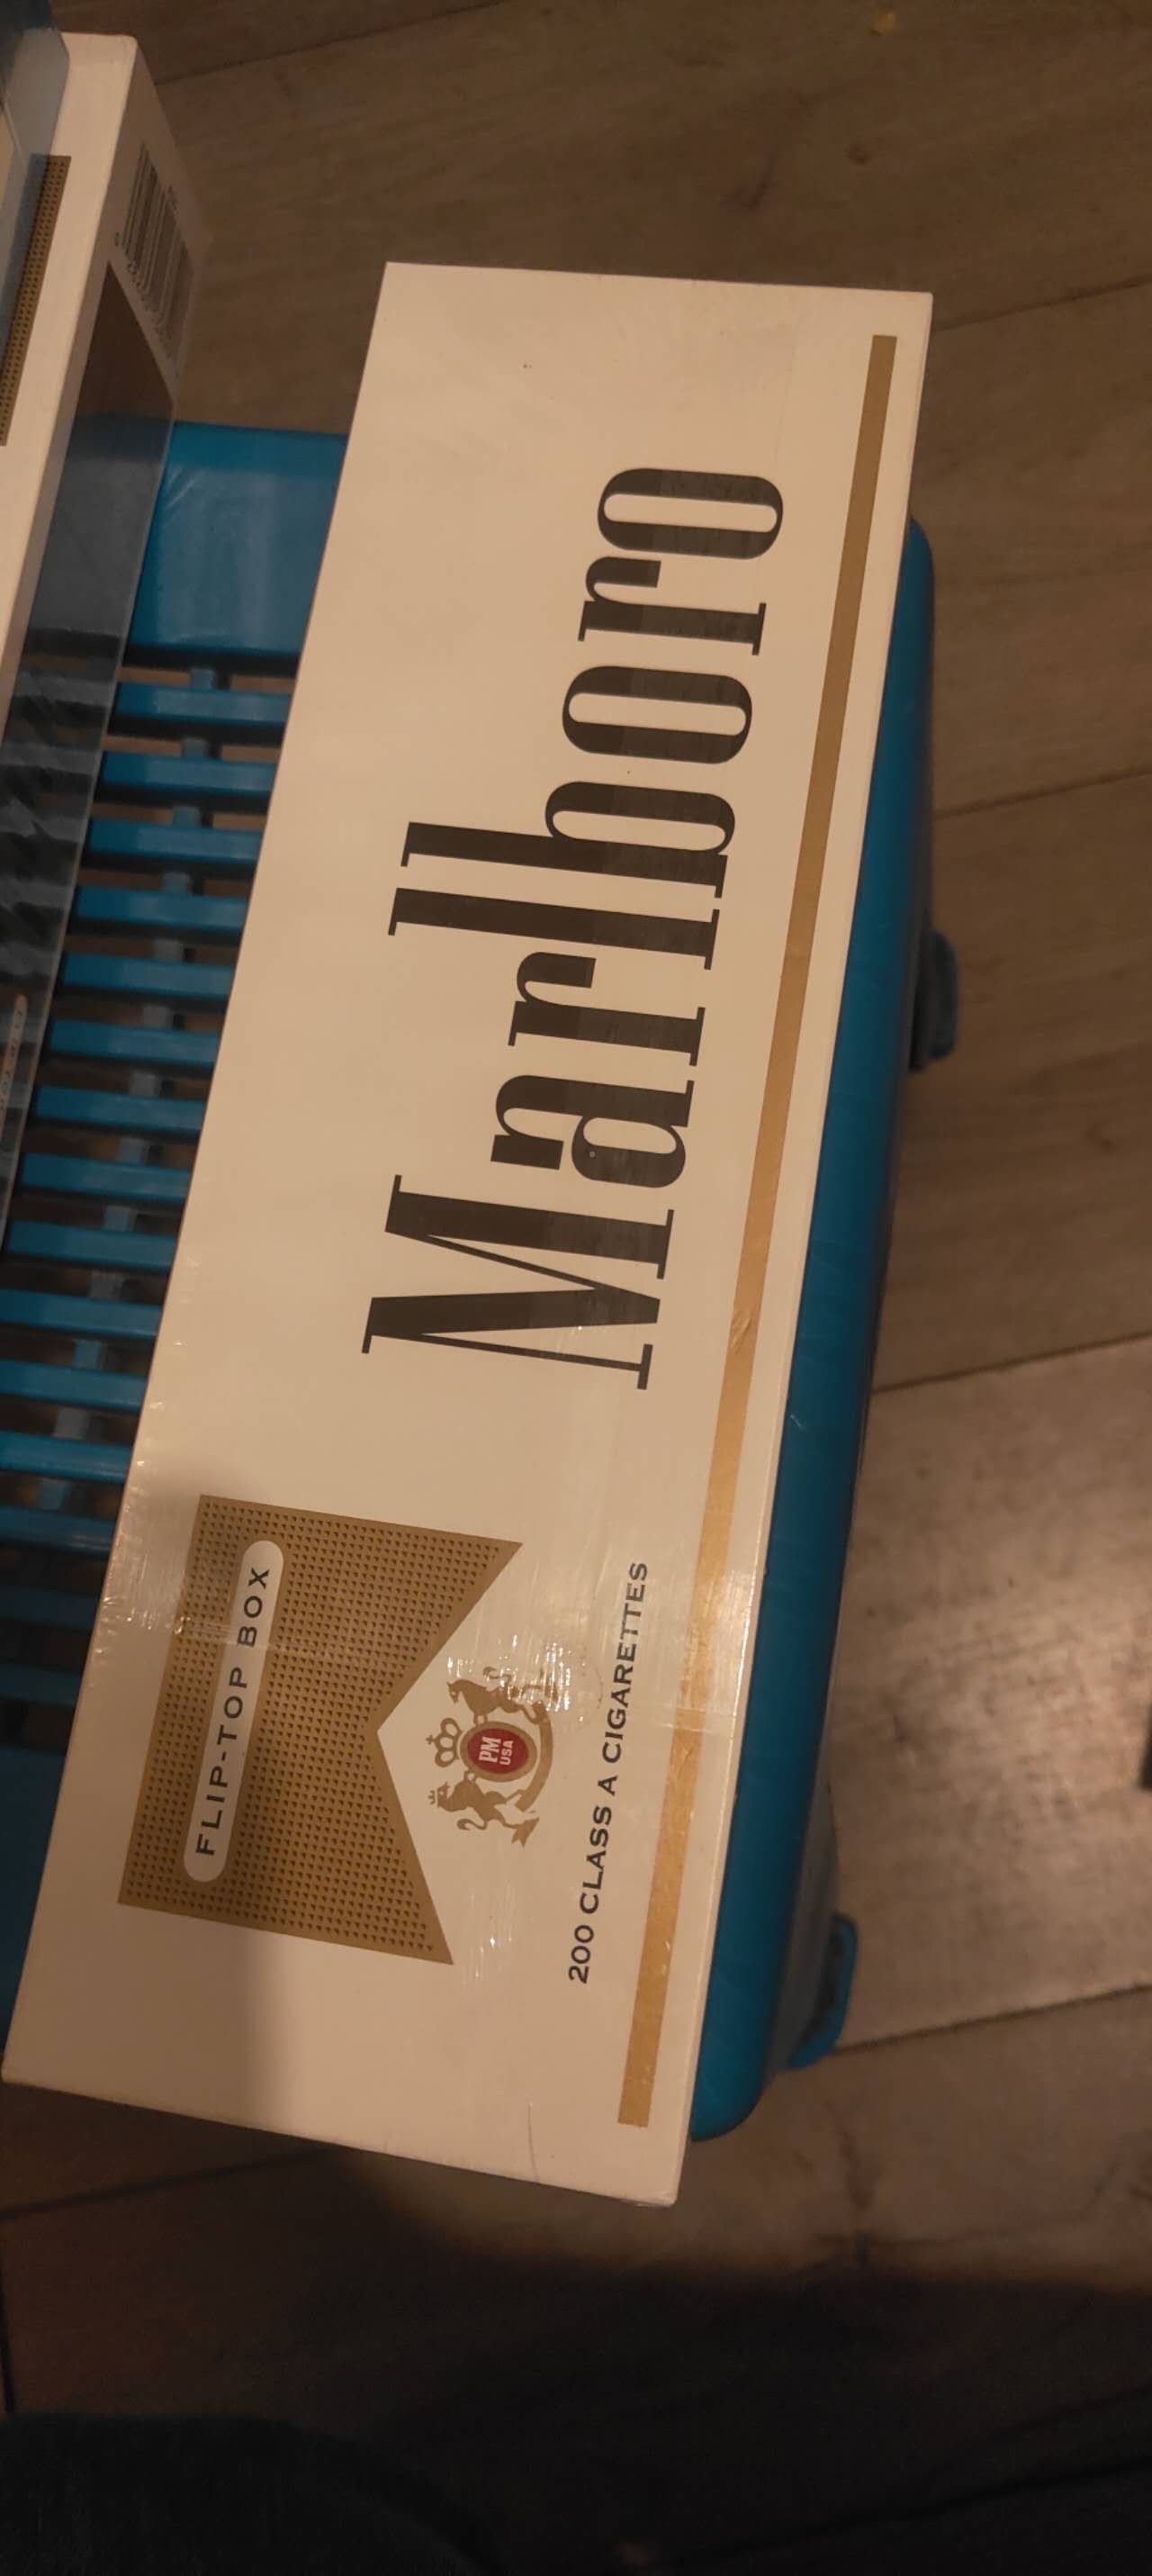 Marlboro
FLIP-TOP BOX
PM
USA
200 CLASS A CIGARETTES